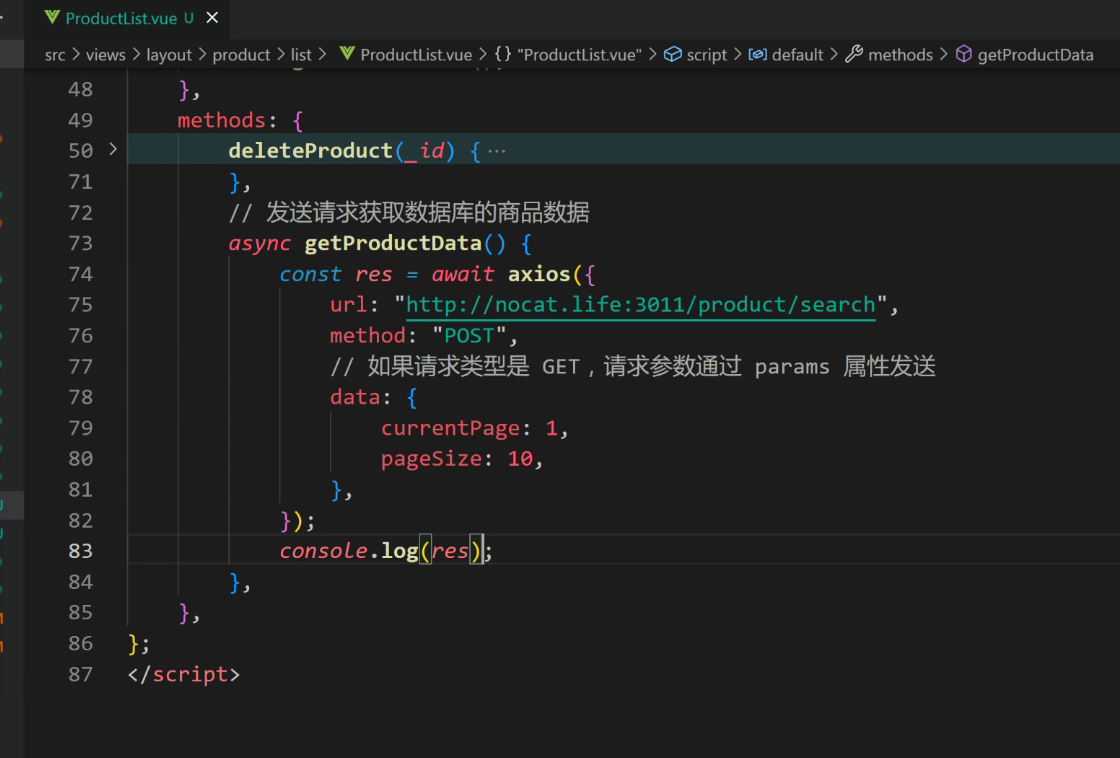 ProductList.vue U ×
src > views > layout > product > list > ProductList.vue > {} "ProductList.vue" > script > default > methods > getProductData
48 },
49 methods: {
50 > deleteProduct(_id) { ···
71 },
72 // 发送请求获取数据库的商品数据
73 async getProductData() {
74 const res = await axios({
75 url: "http://nocat.life:3011/product/search",
76 method: "POST",
77 // 如果请求类型是 GET，请求参数通过 params 属性发送
78 data: {
79 currentPage: 1,
80 pageSize: 10,
81 },
82 });
83 console.log(res);
84 },
85 },
86 };
87 </script>